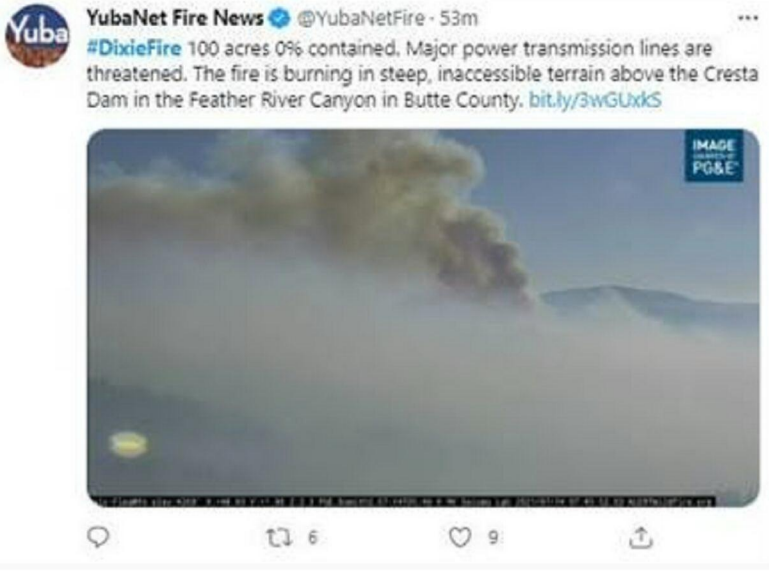 Yuba
YubaNet Fire News @YubaNetFire · 53m
#DixieFire 100 acres 0% contained. Major power transmission lines are
threatened. The fire is burning in steep, inaccessible terrain above the Cresta
Dam in the Feather River Canyon in Butte County. bit.ly/3wGUxkS
IMAGE
PG&E
6
9